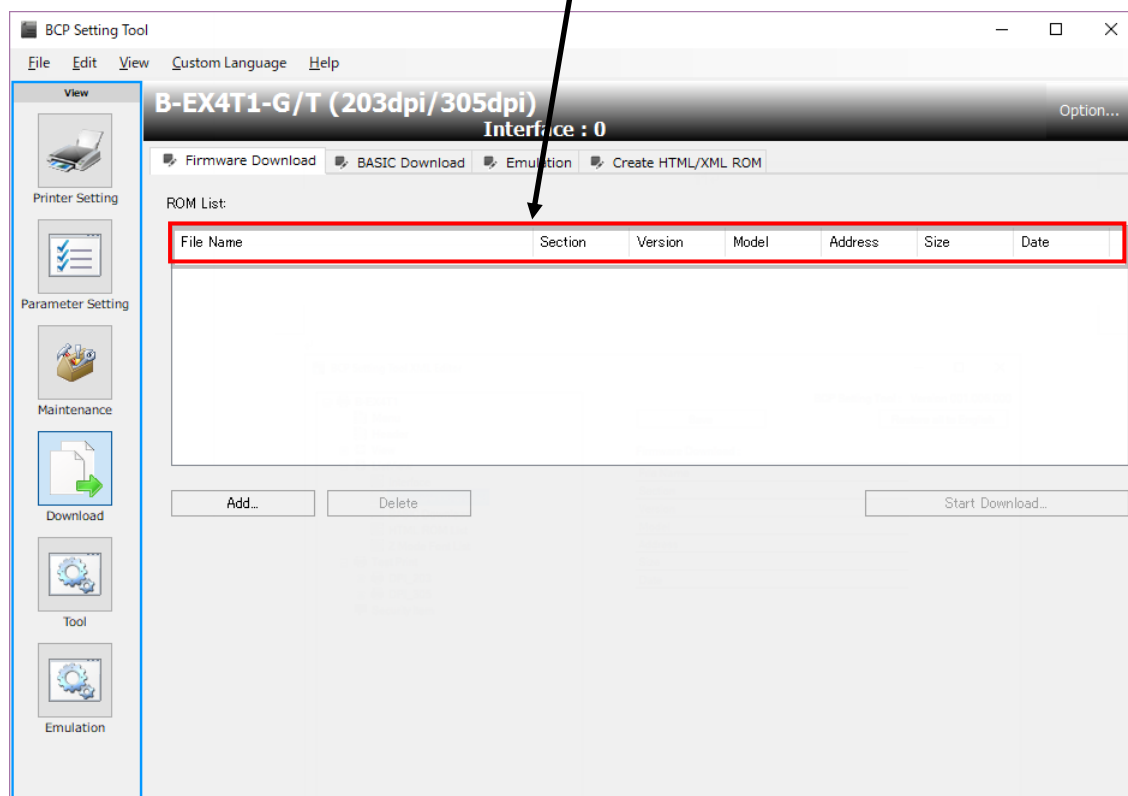 BCP Setting Tool
File Edit View Custom Language Help
View
B-EX4T1-G/T (203dpi/305dpi)
Interface : 0
Option...
Firmware Download BASIC Download Emulation Create HTML/XML ROM
Printer Setting
ROM List:
File Name Section Version Model Address Size Date
Parameter Setting
Maintenance
Add... Delete Start Download...
Download
Tool
Emulation